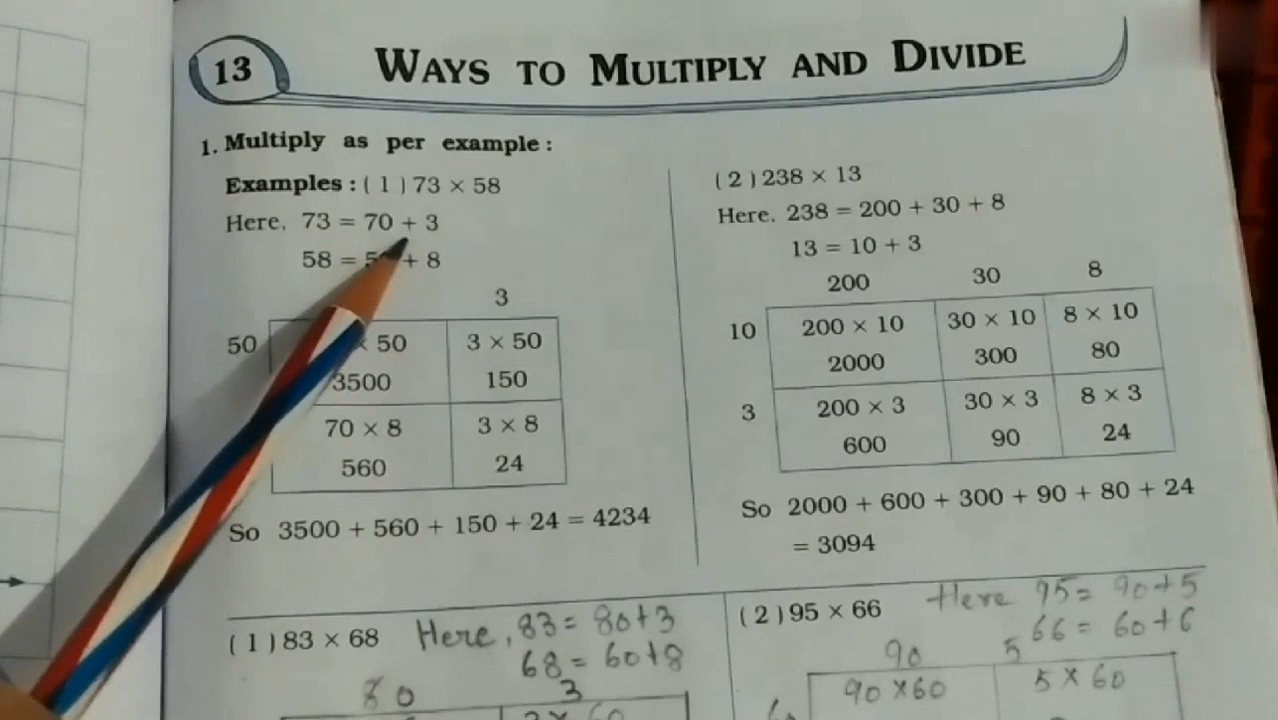 13
WAYS TO MULTIPLY AND DIVIDE
1. Multiply as per example :
Examples : ( 1 ) 73 × 58
Here, 73 = 70 + 3
58 = + 8
3
50 × 50 3 × 50
3500 150
70 × 8 3 × 8
560 24
So 3500 + 560 + 150 + 24 = 4234
( 2 ) 238 × 13
Here, 238 = 200 + 30 + 8
13 = 10 + 3
200 30 8
10 200 × 10 30 × 10 8 × 10
2000 300 80
3 200 × 3 30 × 3 8 × 3
600 90 24
So 2000 + 600 + 300 + 90 + 80 + 24
= 3094
( 1 ) 83 × 68 Here, 83 = 80+3
68 = 60+8
80 3
( 2 ) 95 × 66 Here 95 = 90+5
66 = 60+6
90 5
90 ×60 5 × 60